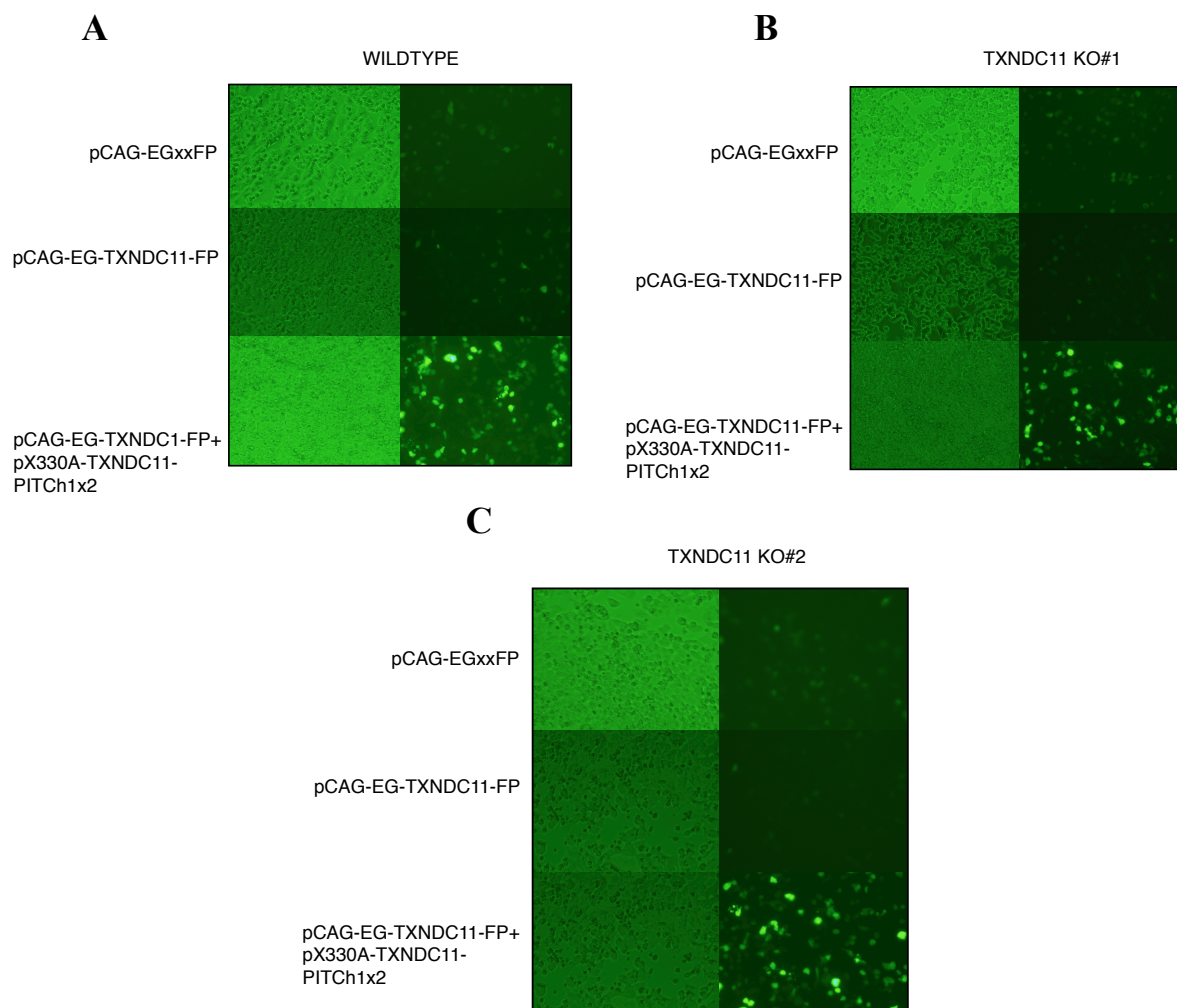 A
WILDTYPE
pCAG-EGxxFP
pCAG-EG-TXNDC11-FP
pCAG-EG-TXNDC1-FP+
pX330A-TXNDC11-
PITCh1x2
B
TXNDC11 KO#1
pCAG-EGxxFP
pCAG-EG-TXNDC11-FP
pCAG-EG-TXNDC11-FP+
pX330A-TXNDC11-
PITCh1x2
C
TXNDC11 KO#2
pCAG-EGxxFP
pCAG-EG-TXNDC11-FP
pCAG-EG-TXNDC11-FP+
pX330A-TXNDC11-
PITCh1x2